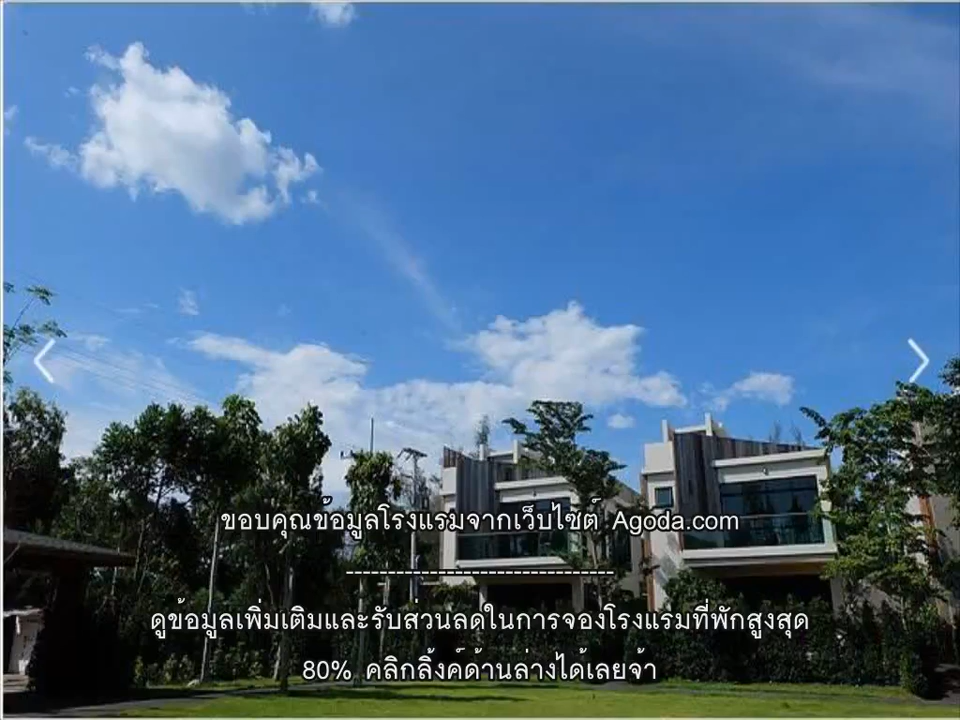 ขอบคุณข้อมูลโรงแรมจากเว็บไซต์ Agoda.com
--------------------------------
ดูข้อมูลเพิ่มเติมและรับส่วนลดในการจองโรงแรมที่พักสูงสุด
80% คลิกลิ้งค์ด้านล่างได้เลยจ้า